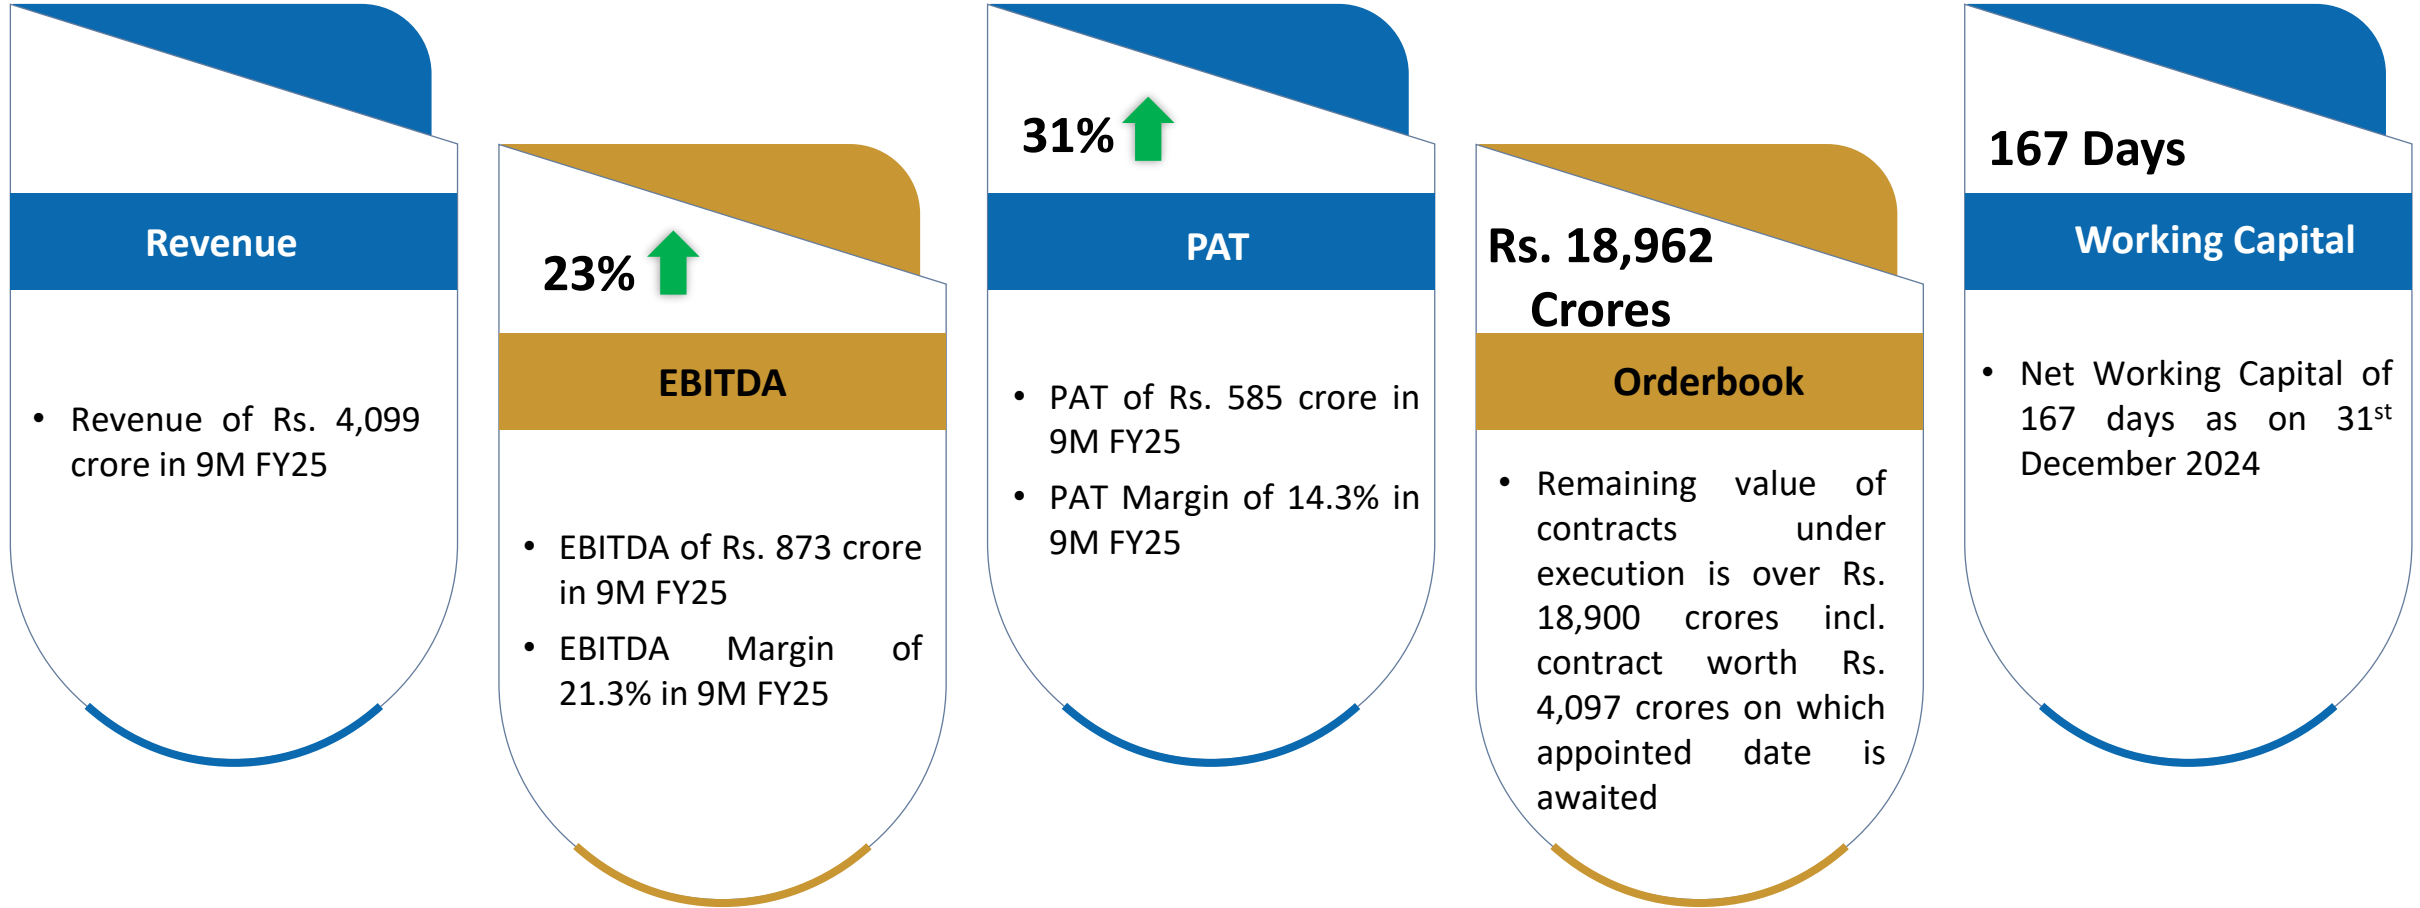 Revenue
• Revenue of Rs. 4,099
crore in 9M FY25
23%
EBITDA
• EBITDA of Rs. 873 crore
in 9M FY25
• EBITDA Margin of
21.3% in 9M FY25
31%
PAT
• PAT of Rs. 585 crore in
9M FY25
• PAT Margin of 14.3% in
9M FY25
Rs. 18,962
Crores
Orderbook
• Remaining value of
contracts under
execution is over Rs.
18,900 crores incl.
contract worth Rs.
4,097 crores on which
appointed date is
awaited
167 Days
Working Capital
• Net Working Capital of
167 days as on 31st
December 2024